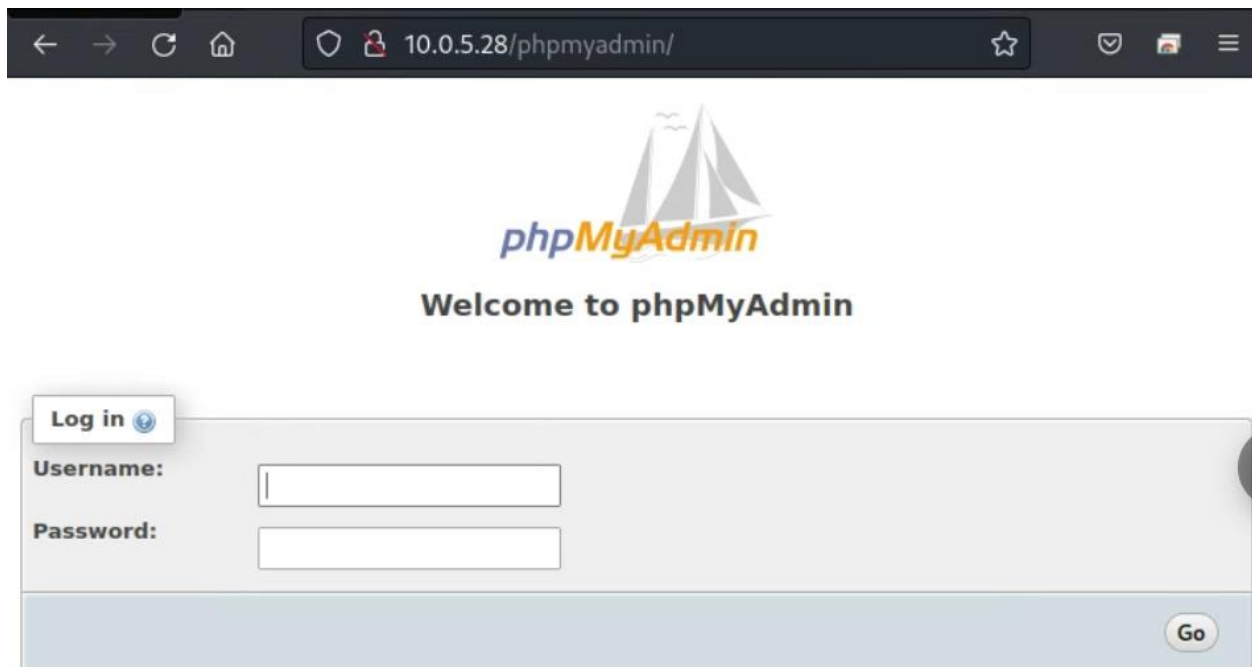 10.0.5.28/phpmyadmin/
phpMyAdmin
Welcome to phpMyAdmin
Log in
Username:
Password:
Go